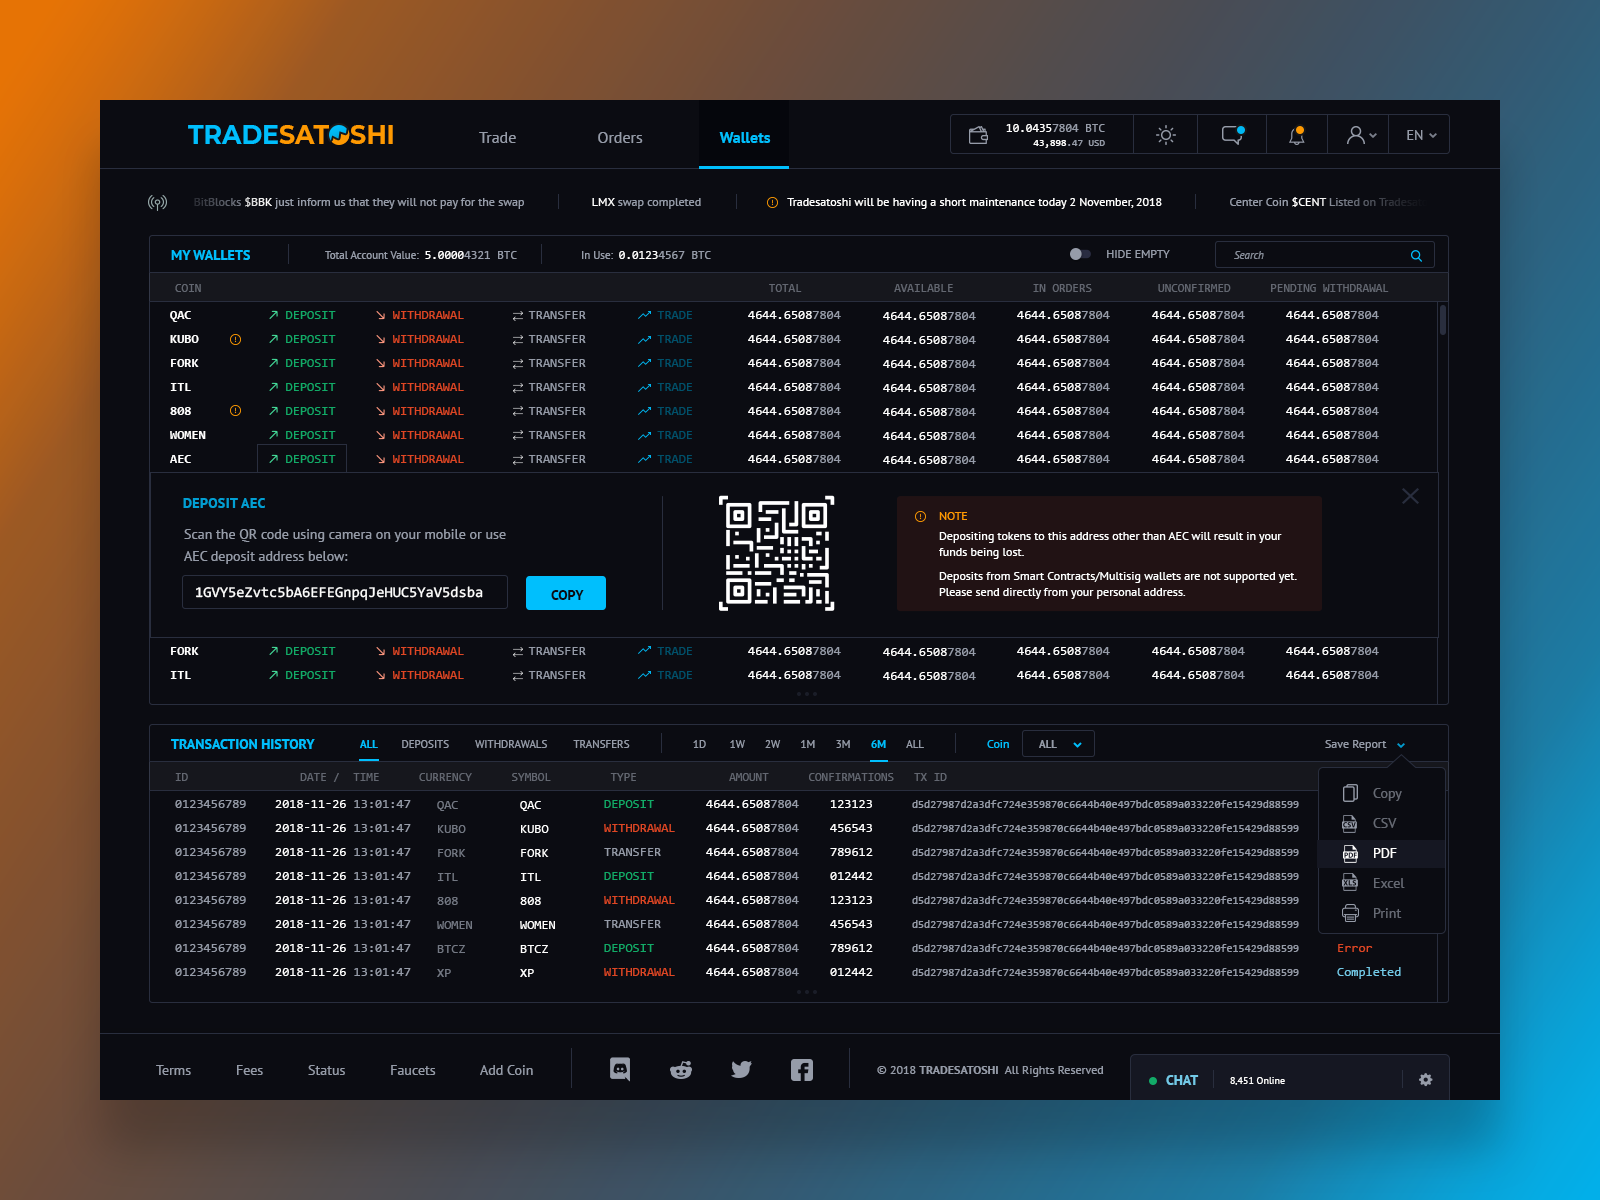 TRADESATOSHI
Trade
Orders
Wallets
10.04357804 BTC
43,898.47 USD
EN
BitBlocks $BBK just inform us that they will not pay for the swap
LMX swap completed
Tradesatoshi will be having a short maintenance today 2 November, 2018
Center Coin $CENT Listed on Tradesa
MY WALLETS
Total Account Value: 5.00004321 BTC
In Use: 0.01234567 BTC
HIDE EMPTY
Search
COIN TOTAL AVAILABLE IN ORDERS UNCONFIRMED PENDING WITHDRAWAL
QAC DEPOSIT WITHDRAWAL TRANSFER TRADE 4644.65087804 4644.65087804 4644.65087804 4644.65087804 4644.65087804
KUBO DEPOSIT WITHDRAWAL TRANSFER TRADE 4644.65087804 4644.65087804 4644.65087804 4644.65087804 4644.65087804
FORK DEPOSIT WITHDRAWAL TRANSFER TRADE 4644.65087804 4644.65087804 4644.65087804 4644.65087804 4644.65087804
ITL DEPOSIT WITHDRAWAL TRANSFER TRADE 4644.65087804 4644.65087804 4644.65087804 4644.65087804 4644.65087804
808 DEPOSIT WITHDRAWAL TRANSFER TRADE 4644.65087804 4644.65087804 4644.65087804 4644.65087804 4644.65087804
WOMEN DEPOSIT WITHDRAWAL TRANSFER TRADE 4644.65087804 4644.65087804 4644.65087804 4644.65087804 4644.65087804
AEC DEPOSIT WITHDRAWAL TRANSFER TRADE 4644.65087804 4644.65087804 4644.65087804 4644.65087804 4644.65087804
DEPOSIT AEC
Scan the QR code using camera on your mobile or use
AEC deposit address below:
1GVY5eZvtc5bA6EFEGnpqJeHUC5YaV5dsba
COPY
NOTE
Depositing tokens to this address other than AEC will result in your
funds being lost.
Deposits from Smart Contracts/Multisig wallets are not supported yet.
Please send directly from your personal address.
FORK DEPOSIT WITHDRAWAL TRANSFER TRADE 4644.65087804 4644.65087804 4644.65087804 4644.65087804 4644.65087804
ITL DEPOSIT WITHDRAWAL TRANSFER TRADE 4644.65087804 4644.65087804 4644.65087804 4644.65087804 4644.65087804
TRANSACTION HISTORY
ALL DEPOSITS WITHDRAWALS TRANSFERS
1D 1W 2W 1M 3M 6M ALL
Coin ALL
Save Report
ID DATE / TIME CURRENCY SYMBOL TYPE AMOUNT CONFIRMATIONS TX ID
0123456789 2018-11-26 13:01:47 QAC QAC DEPOSIT 4644.65087804 123123 d5d27987d2a3dfc724e359870c6644b40e497bdc0589a033220fe15429d88599
0123456789 2018-11-26 13:01:47 KUBO KUBO WITHDRAWAL 4644.65087804 456543 d5d27987d2a3dfc724e359870c6644b40e497bdc0589a033220fe15429d88599
0123456789 2018-11-26 13:01:47 FORK FORK TRANSFER 4644.65087804 789612 d5d27987d2a3dfc724e359870c6644b40e497bdc0589a033220fe15429d88599
0123456789 2018-11-26 13:01:47 ITL ITL DEPOSIT 4644.65087804 012442 d5d27987d2a3dfc724e359870c6644b40e497bdc0589a033220fe15429d88599
0123456789 2018-11-26 13:01:47 808 808 WITHDRAWAL 4644.65087804 123123 d5d27987d2a3dfc724e359870c6644b40e497bdc0589a033220fe15429d88599
0123456789 2018-11-26 13:01:47 WOMEN WOMEN TRANSFER 4644.65087804 456543 d5d27987d2a3dfc724e359870c6644b40e497bdc0589a033220fe15429d88599
0123456789 2018-11-26 13:01:47 BTCZ BTCZ DEPOSIT 4644.65087804 789612 d5d27987d2a3dfc724e359870c6644b40e497bdc0589a033220fe15429d88599 Error
0123456789 2018-11-26 13:01:47 XP XP WITHDRAWAL 4644.65087804 012442 d5d27987d2a3dfc724e359870c6644b40e497bdc0589a033220fe15429d88599 Completed
Copy
CSV CSV
PDF PDF
XLS Excel
Print
Terms
Fees
Status
Faucets
Add Coin
© 2018 TRADESATOSHI All Rights Reserved
CHAT
8,451 Online